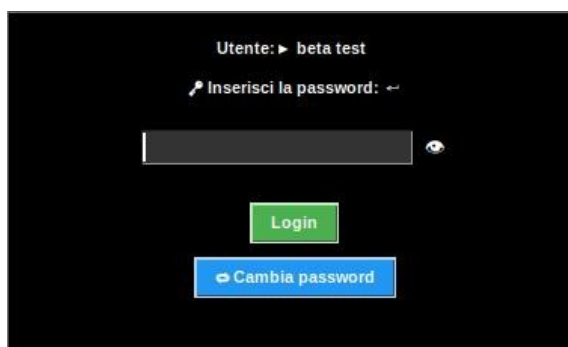 Utente:► beta test
🔑 Inserisci la password: ↩
Login
Cambia password